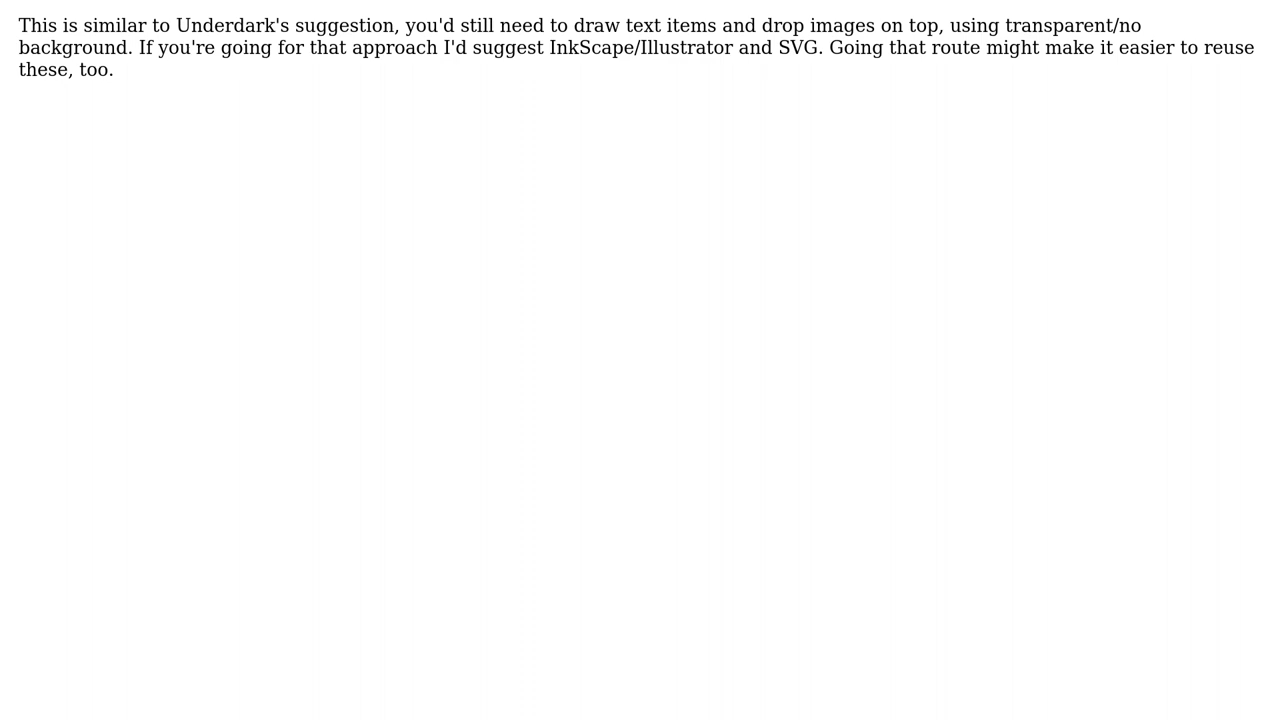 This is similar to Underdark's suggestion, you'd still need to draw text items and drop images on top, using transparent/no
background. If you're going for that approach I'd suggest InkScape/Illustrator and SVG. Going that route might make it easier to reuse
these, too.